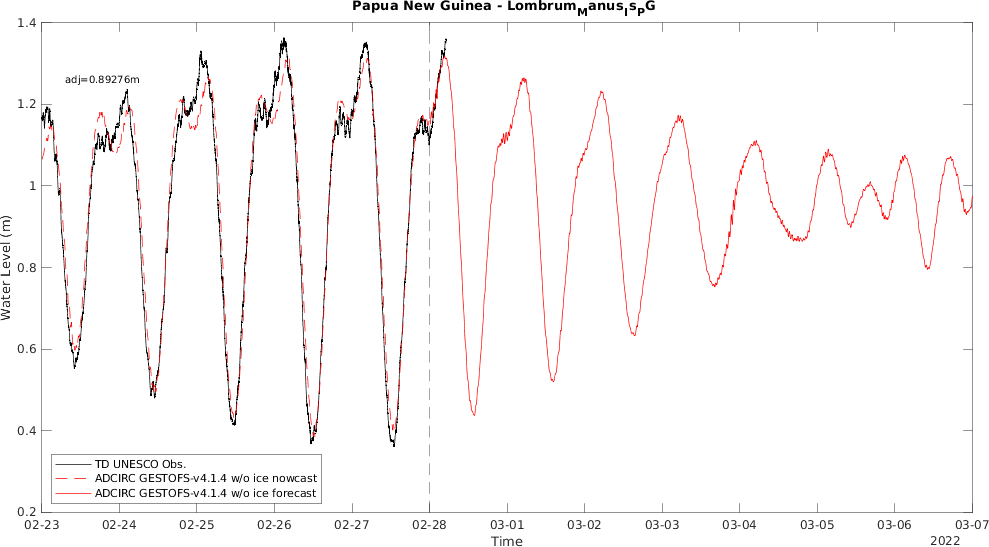 Papua New Guinea - LombrumManusIsPG
1.4
1.2
1
0.8
0.6
0.4
0.2
Water Level (m)
adj=0.89276m
TD UNESCO Obs.
ADCIRC GESTOFS-v4.1.4 w/o ice nowcast
ADCIRC GESTOFS-v4.1.4 w/o ice forecast
02-23 02-24 02-25 02-26 02-27 02-28 03-01 03-02 03-03 03-04 03-05 03-06 03-07
Time
2022